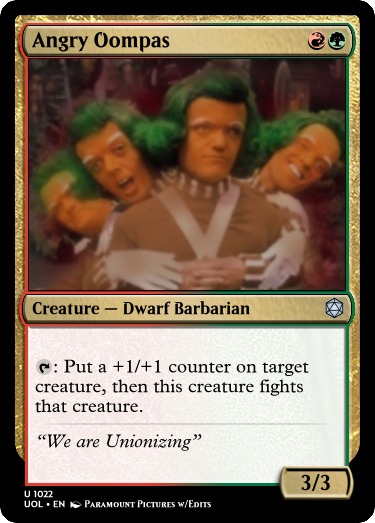 Angry Oompas
Creature — Dwarf Barbarian
: Put a +1/+1 counter on target
creature, then this creature fights
that creature.
“We are Unionizing”
3/3
U 1022
UOL • EN Paramount Pictures w/Edits